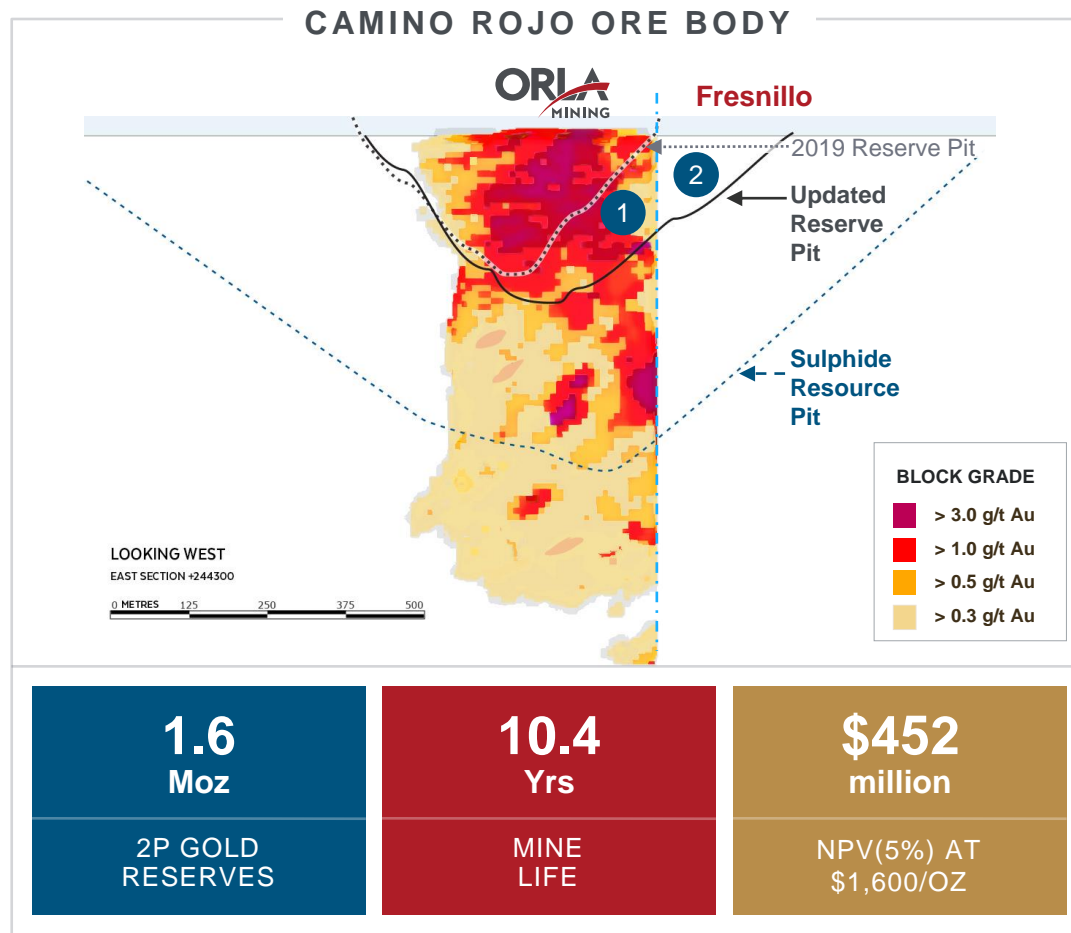 CAMINO ROJO ORE BODY
ORLA
MINING
Fresnillo
2019 Reserve Pit
2
1
Updated
Reserve
Pit
Sulphide
Resource
Pit
BLOCK GRADE
> 3.0 g/t Au
> 1.0 g/t Au
> 0.5 g/t Au
> 0.3 g/t Au
LOOKING WEST
EAST SECTION +244300
0 METRES 125 250 375 500
1.6
Moz
2P GOLD
RESERVES
10.4
Yrs
MINE
LIFE
$452
million
NPV(5%) AT
$1,600/OZ